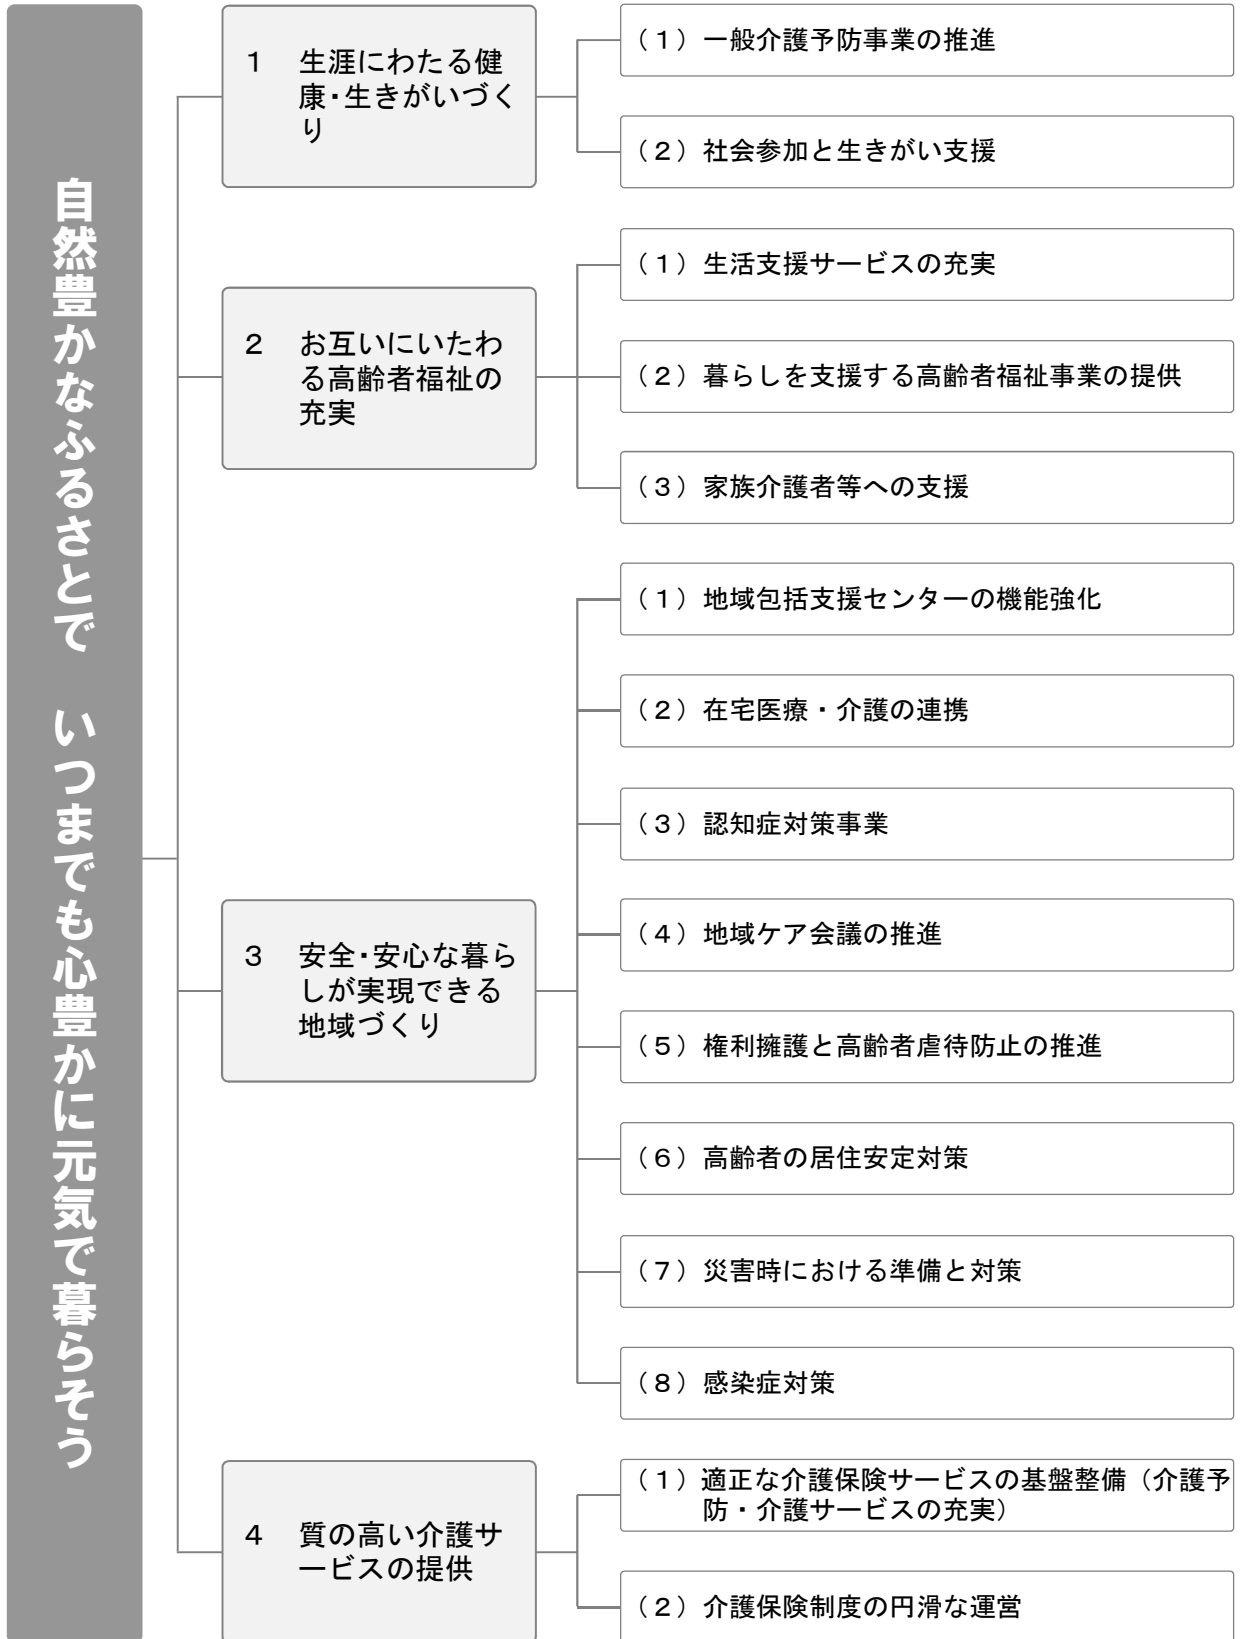 自然豊かなふるさとで　いつまでも心豊かに元気で暮らそう
１　生涯にわたる健
康・生きがいづく
り
（１）一般介護予防事業の推進
（２）社会参加と生きがい支援
２　お互いにいたわ
る高齢者福祉の
充実
（１）生活支援サービスの充実
（２）暮らしを支援する高齢者福祉事業の提供
（３）家族介護者等への支援
３　安全・安心な暮ら
しが実現できる
地域づくり
（１）地域包括支援センターの機能強化
（２）在宅医療・介護の連携
（３）認知症対策事業
（４）地域ケア会議の推進
（５）権利擁護と高齢者虐待防止の推進
（６）高齢者の居住安定対策
（７）災害時における準備と対策
（８）感染症対策
４　質の高い介護サ
ービスの提供
（１）適正な介護保険サービスの基盤整備（介護予
防・介護サービスの充実）
（２）介護保険制度の円滑な運営